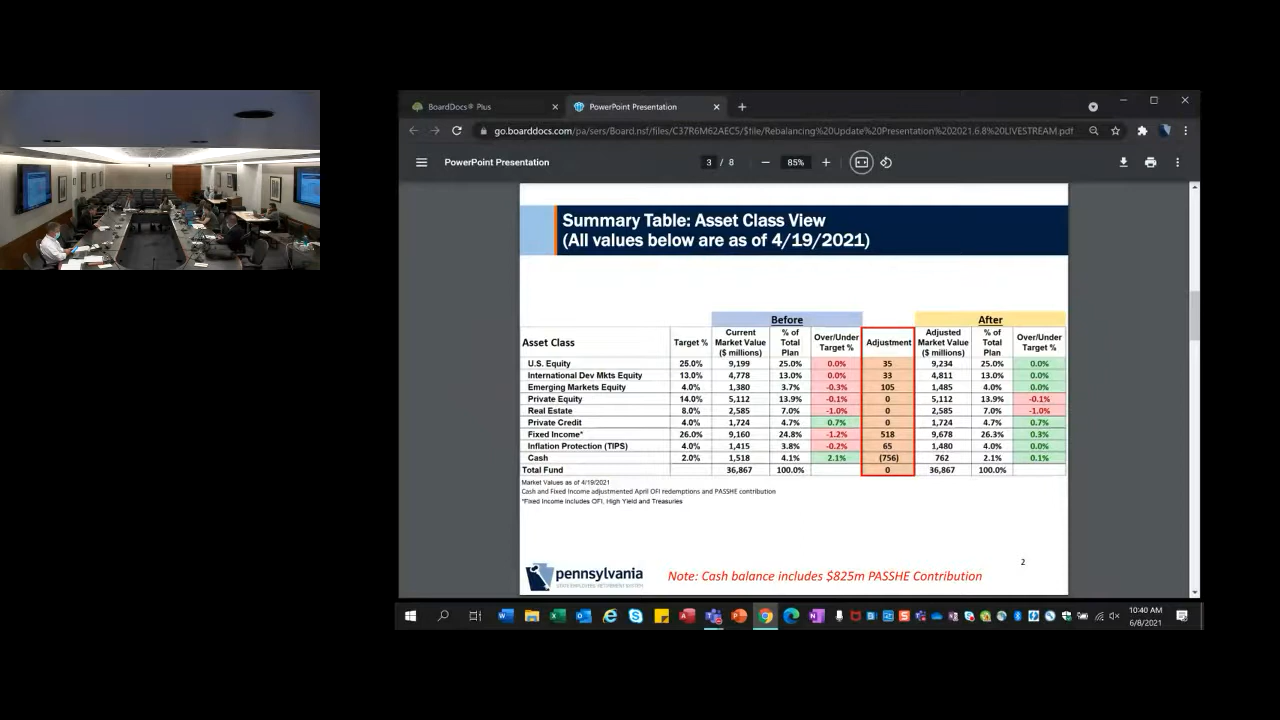 BoardDocs® Plus
PowerPoint Presentation
go.boarddocs.com/pa/sers/Board.nsf/files/C37R6M62AEC5/$file/Rebalancing%20Update%20Presentation%202021.6.8%20LIVESTREAM.pdf
PowerPoint Presentation
3 / 8
85%
Summary Table: Asset Class View
(All values below are as of 4/19/2021)
Before After
Asset Class Target % Current Market Value ($ millions) % of Total Plan Over/Under Target % Adjustment Adjusted Market Value ($ millions) % of Total Plan Over/Under Target %
U.S. Equity 25.0% 9,199 25.0% 0.0% 35 9,234 25.0% 0.0%
International Dev Mkts Equity 13.0% 4,778 13.0% 0.0% 33 4,811 13.0% 0.0%
Emerging Markets Equity 4.0% 1,380 3.7% -0.3% 105 1,485 4.0% 0.0%
Private Equity 14.0% 5,112 13.9% -0.1% 0 5,112 13.9% -0.1%
Real Estate 8.0% 2,585 7.0% -1.0% 0 2,585 7.0% -1.0%
Private Credit 4.0% 1,724 4.7% 0.7% 0 1,724 4.7% 0.7%
Fixed Income* 26.0% 9,160 24.8% -1.2% 518 9,678 26.3% 0.3%
Inflation Protection (TIPS) 4.0% 1,415 3.8% -0.2% 65 1,480 4.0% 0.0%
Cash 2.0% 1,518 4.1% 2.1% (756) 762 2.1% 0.1%
Total Fund 36,867 100.0% 0 36,867 100.0%
Market Values as of 4/19/2021
Cash and Fixed Income adjustmented April OFI redemptions and PASSHE contribution
*Fixed Income includes OFI, High Yield and Treasuries
2
pennsylvania
STATE EMPLOYEES' RETIREMENT SYSTEM
Note: Cash balance includes $825m PASSHE Contribution
10:40 AM
6/8/2021